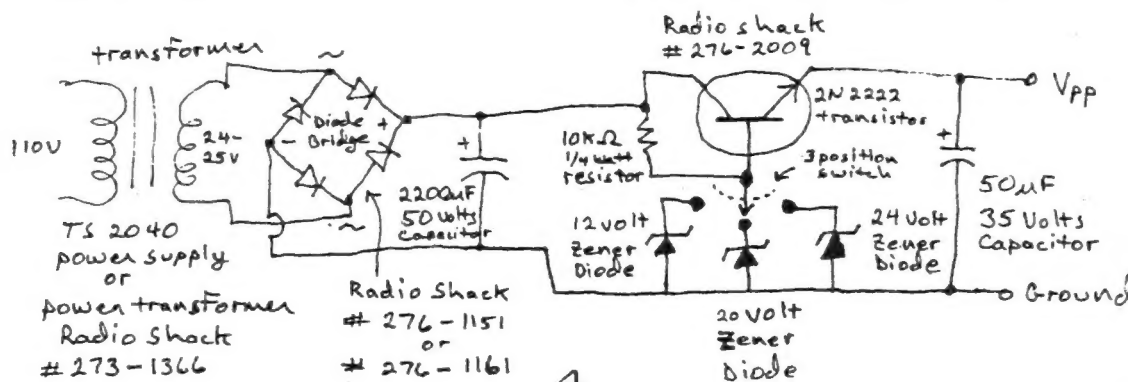 transformer
110V
24-
25V
TS 2040
power supply
or
power transformer
Radio Shack
# 273-1366
~
Diode
Bridge
-
+
~
+
2200uF
50 Volts
Capacitor
Radio Shack
# 276-1151
or
# 276-1161
Radio shack
# 276-2009
2N2222
transistor
10KΩ
1/4 watt
resistor
3 position
switch
12 volt
Zener
Diode
20 Volt
Zener
Diode
24 Volt
Zener
Diode
+
50uF
35 Volts
Capacitor
Vpp
Ground